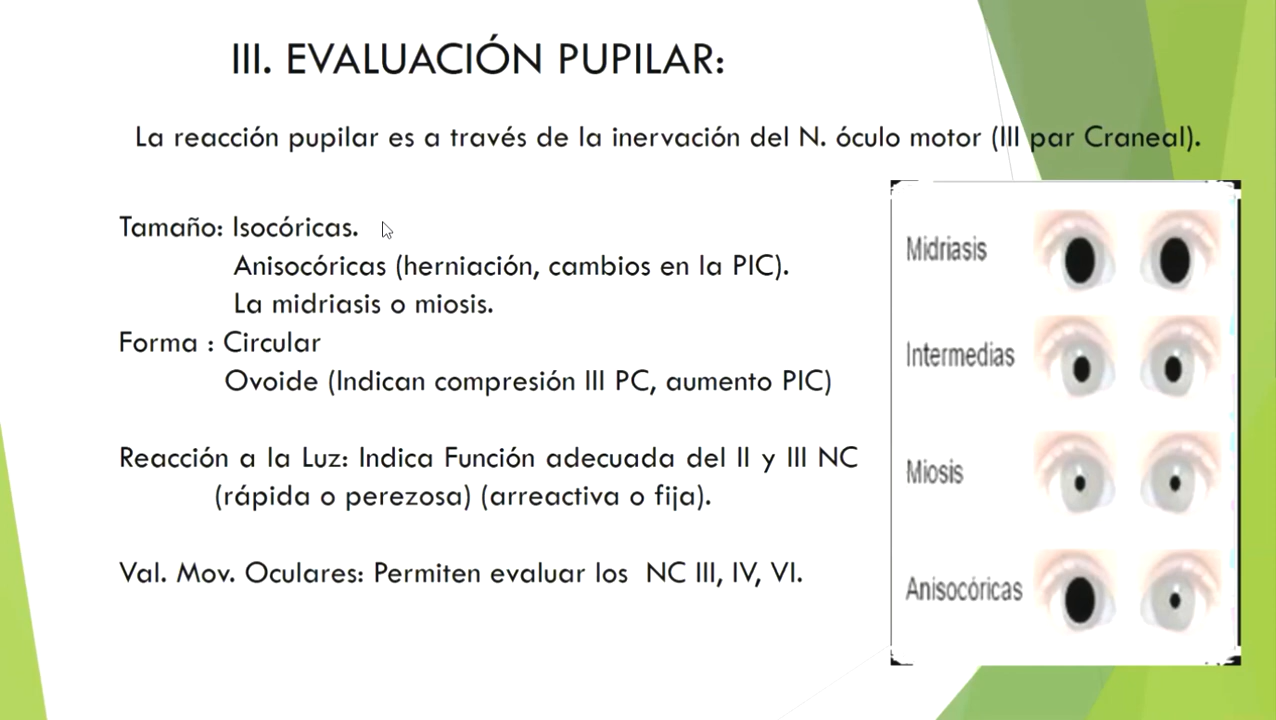 III. EVALUACIÓN PUPILAR:
La reacción pupilar es a través de la inervación del N. óculo motor (III par Craneal).
Tamaño: Isocóricas.
Anisocóricas (herniación, cambios en la PIC).
La midriasis o miosis.
Forma : Circular
Ovoide (Indican compresión III PC, aumento PIC)
Reacción a la Luz: Indica Función adecuada del II y III NC
(rápida o perezosa) (arreactiva o fija).
Val. Mov. Oculares: Permiten evaluar los NC III, IV, VI.
Midriasis
Intermedias
Miosis
Anisocóricas